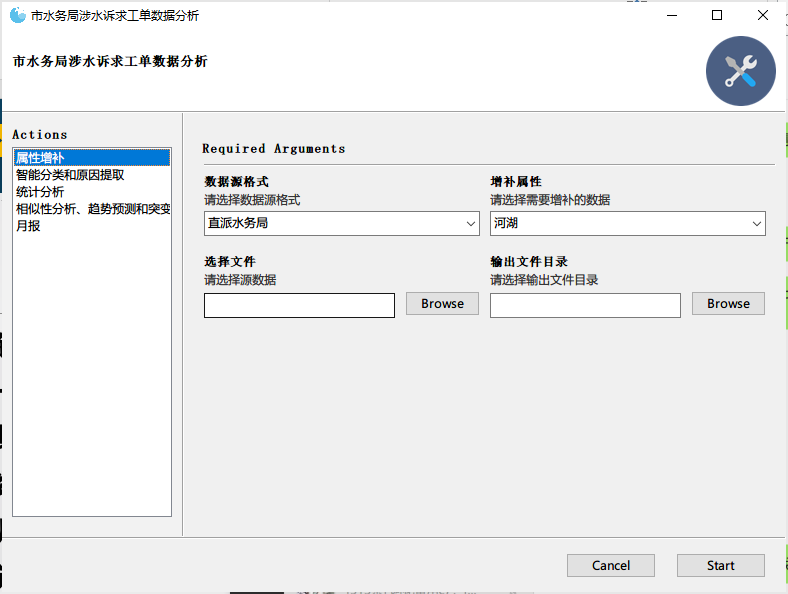 市水务局涉水诉求工单数据分析
市水务局涉水诉求工单数据分析
Actions
属性增补
智能分类和原因提取
统计分析
相似性分析、趋势预测和突变
月报
Required Arguments
数据源格式
请选择数据源格式
直派水务局
增补属性
请选择需要增补的数据
河湖
选择文件
请选择源数据
Browse
输出文件目录
请选择输出文件目录
Browse
Cancel
Start